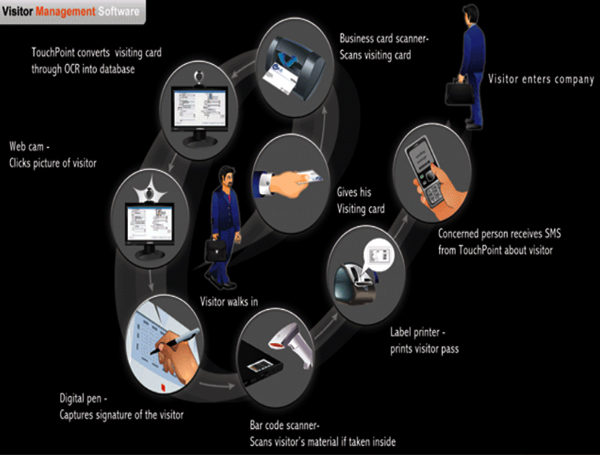 Visitor Management Software
TouchPoint converts visiting card
through OCR into database
Business card scanner-
Scans visiting card
Visitor enters company
Web cam -
Clicks picture of visitor
Gives his
Visiting card
Concerned person receives SMS
from TouchPoint about visitor
Visitor walks in
Label printer -
prints visitor pass
Digital pen -
Captures signature of the visitor
Bar code scanner-
Scans visitor's material if taken inside